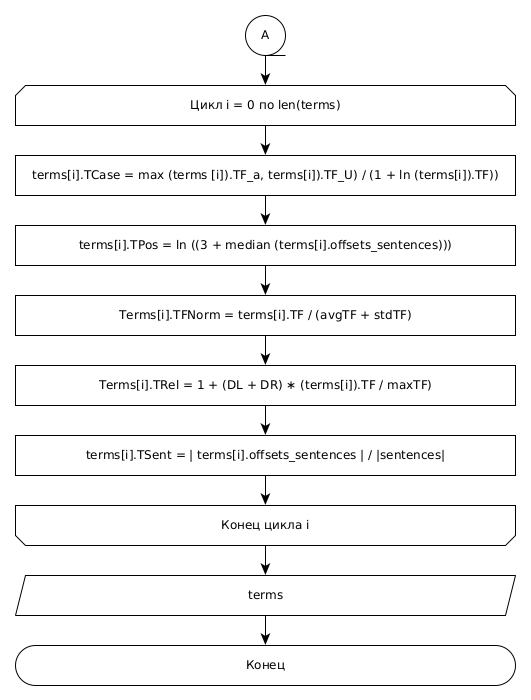 A
Цикл i = 0 по len(terms)
terms[i].TCase = max (terms [i]).TF_a, terms[i]).TF_U) / (1 + ln (terms[i]).TF))
terms[i].TPos = ln ((3 + median (terms[i].offsets_sentences)))
Terms[i].TFNorm = terms[i].TF / (avgTF + stdTF)
Terms[i].TRel = 1 + (DL + DR) ∗ (terms[i]).TF / maxTF)
terms[i].TSent = | terms[i].offsets_sentences | / |sentences|
Конец цикла i
terms
Конец